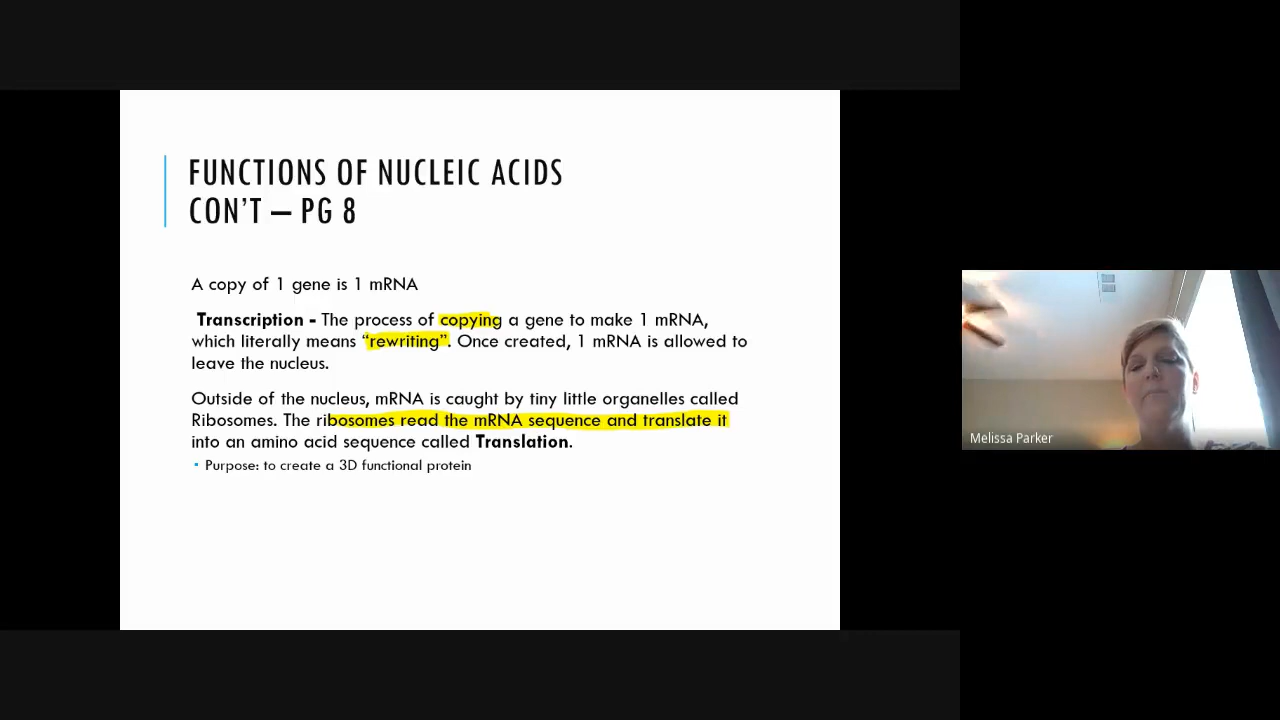 FUNCTIONS OF NUCLEIC ACIDS
CON'T – PG 8
A copy of 1 gene is 1 mRNA
Transcription - The process of copying a gene to make 1 mRNA,
which literally means “rewriting”. Once created, 1 mRNA is allowed to
leave the nucleus.
Outside of the nucleus, mRNA is caught by tiny little organelles called
Ribosomes. The ribosomes read the mRNA sequence and translate it
into an amino acid sequence called Translation.
▪ Purpose: to create a 3D functional protein
Melissa Parker